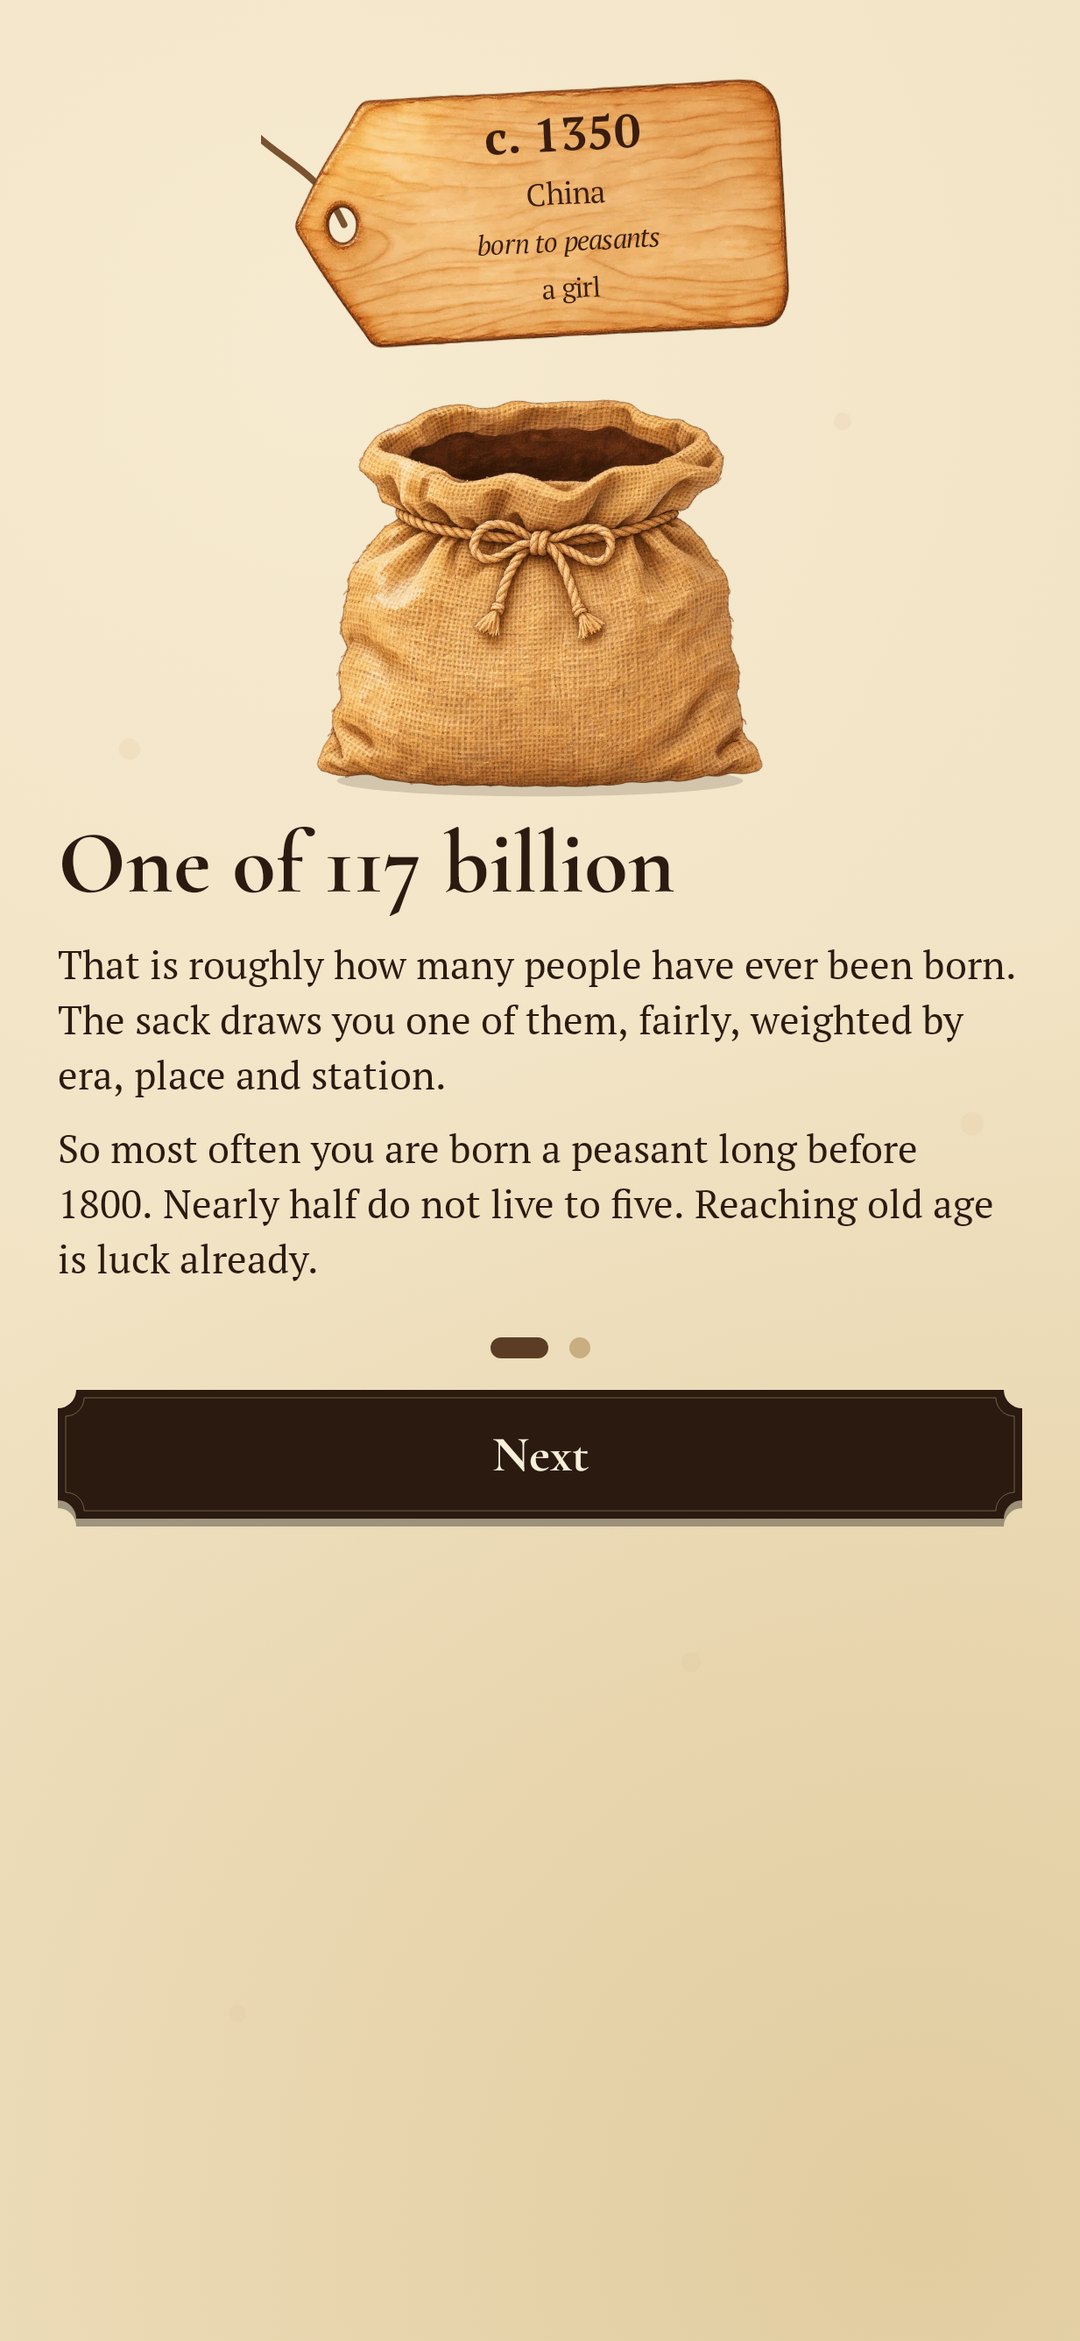 c. 1350
China
born to peasants
a girl
One of 117 billion
That is roughly how many people have ever been born.
The sack draws you one of them, fairly, weighted by
era, place and station.
So most often you are born a peasant long before
1800. Nearly half do not live to five. Reaching old age
is luck already.
Next